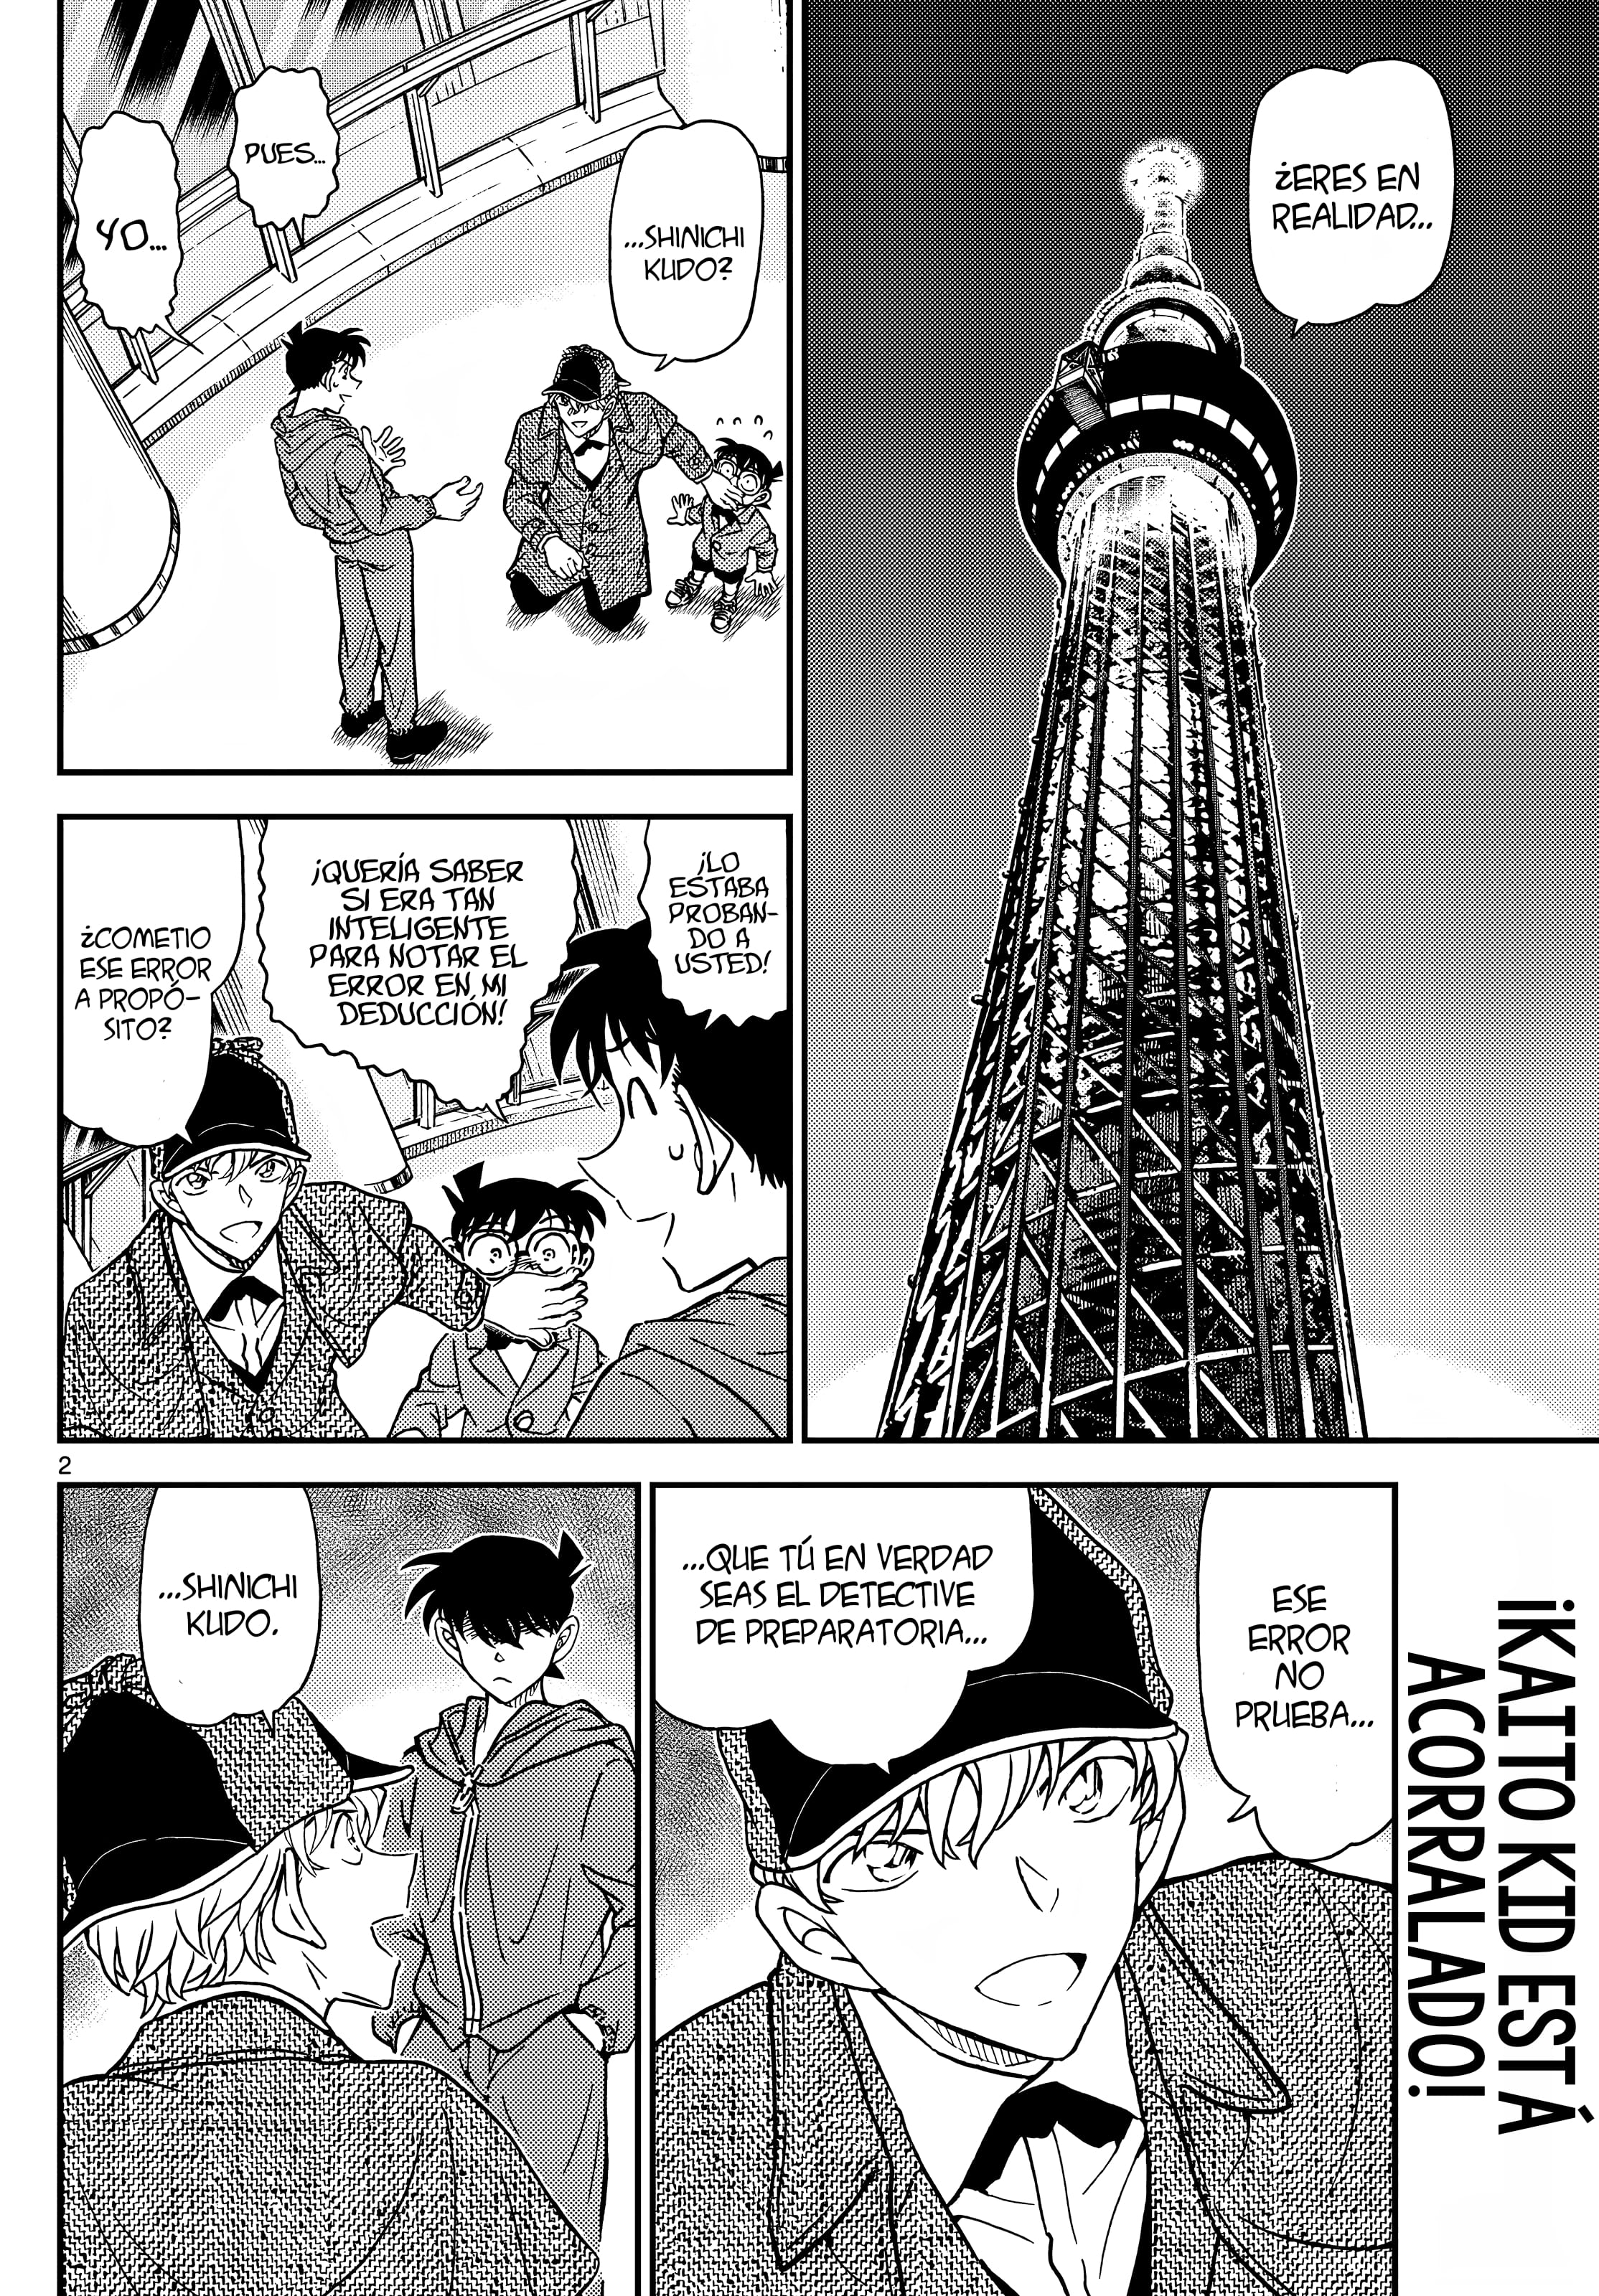 ¿ERES EN
REALIDAD...
...SHINICHI
KUDO?
PUES...
YO...
¡LO
ESTABA
PROBAN-
DO A
USTED!
¡QUERÍA SABER
SI ERA TAN
INTELIGENTE
PARA NOTAR EL
ERROR EN MI
DEDUCCIÓN!
¿COMETIO
ESE ERROR
A PROPÓ-
SITO?
2
¡KAITO KID ESTÁ
ACORRALADO!
ESE
ERROR
NO
PRUEBA...
...QUE TÚ EN VERDAD
SEAS EL DETECTIVE
DE PREPARATORIA...
...SHINICHI
KUDO.